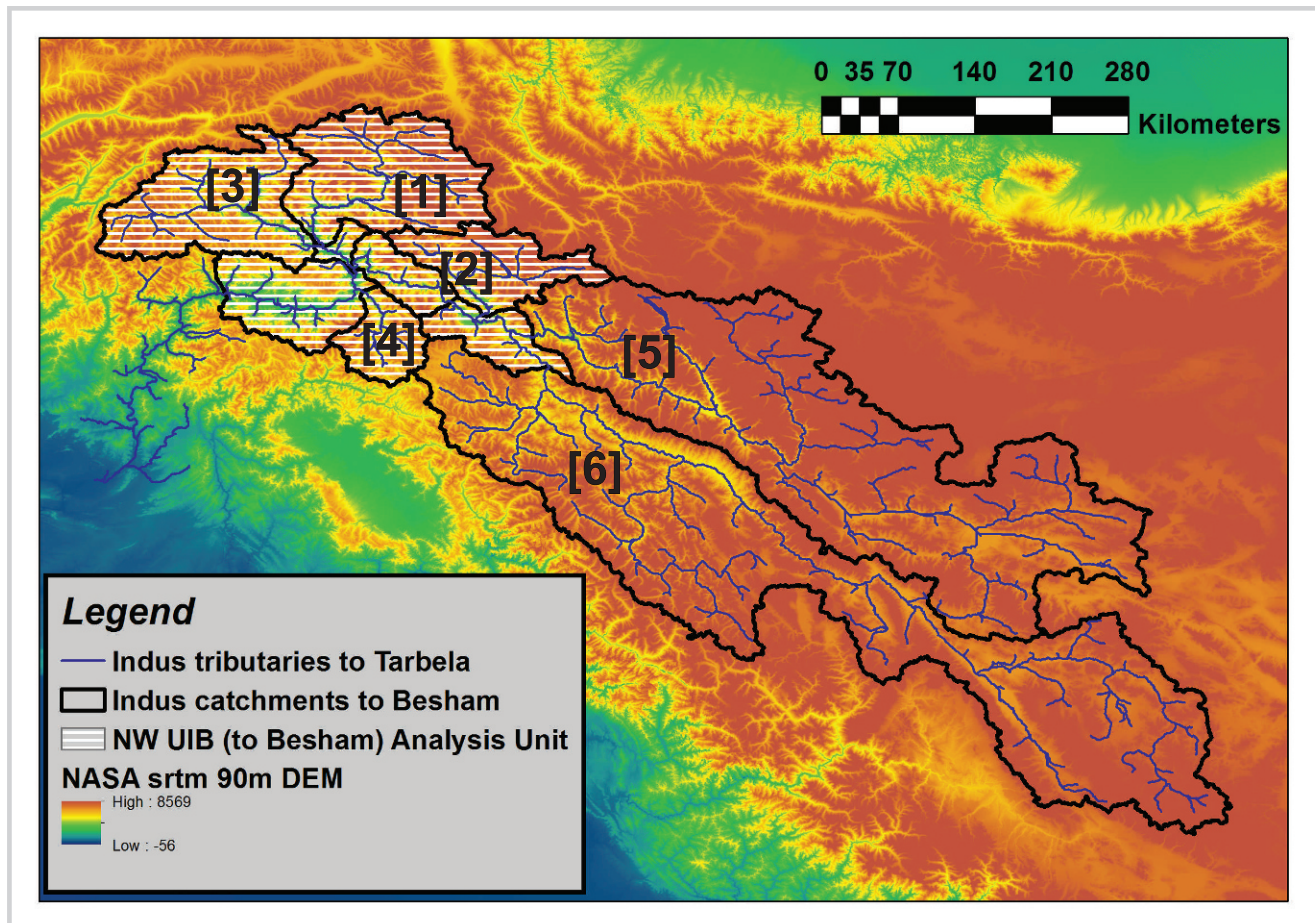 0 35 70 140 210 280
Kilometers
[3]
[1]
[2]
[4]
[5]
[6]
Legend
Indus tributaries to Tarbela
Indus catchments to Besham
NW UIB (to Besham) Analysis Unit
NASA srtm 90m DEM
High : 8569
Low : -56